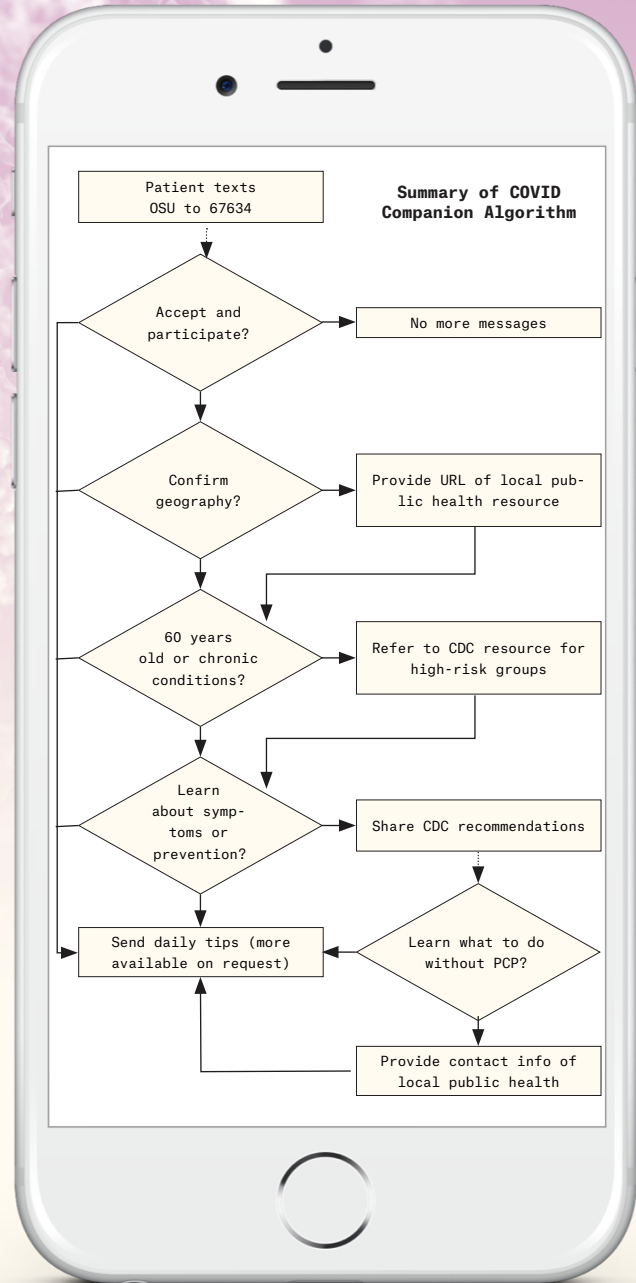 Patient texts
OSU to 67634
Summary of COVID
Companion Algorithm
Accept and
participate?
No more messages
Confirm
geography?
Provide URL of local pub-
lic health resource
60 years
old or chronic
conditions?
Refer to CDC resource for
high-risk groups
Learn
about symp-
toms or
prevention?
Share CDC recommendations
Send daily tips (more
available on request)
Learn what to do
without PCP?
Provide contact info of
local public health